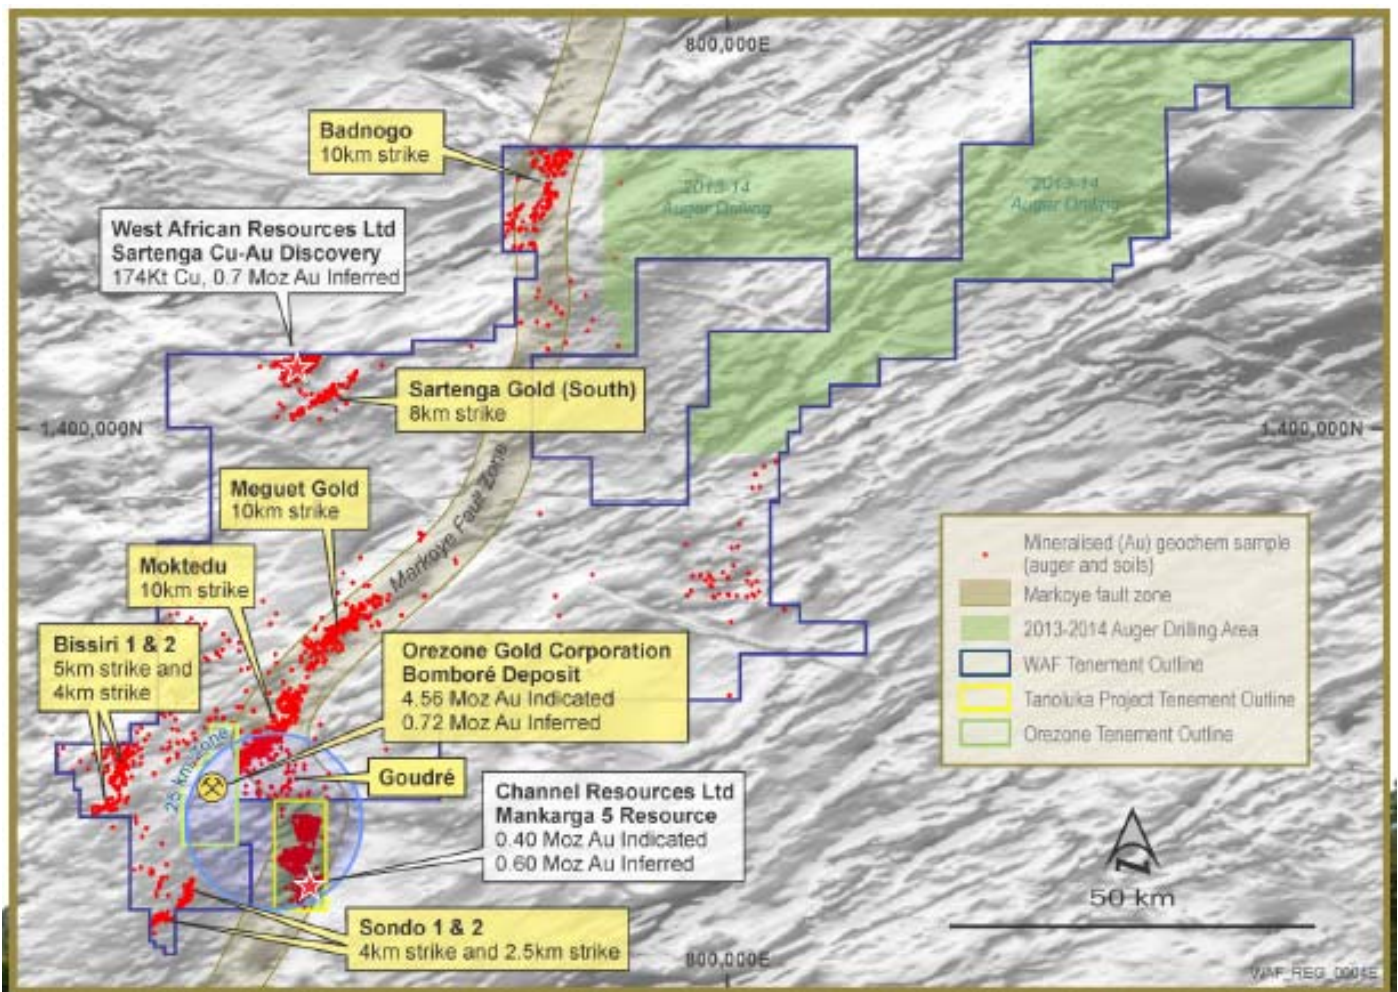 800,000E
Badnogo
10km strike
2013-14
Auger Drilling
2013-14
Auger Drilling
West African Resources Ltd
Sartenga Cu-Au Discovery
174Kt Cu, 0.7 Moz Au Inferred
Sartenga Gold (South)
8km strike
1,400,000N
1,400,000N
Markoye Fault Zone
Meguet Gold
10km strike
Moktedu
10km strike
Bissiri 1 & 2
5km strike and
4km strike
Orezone Gold Corporation
Bomboré Deposit
4.56 Moz Au Indicated
0.72 Moz Au Inferred
25 km zone
Goudré
Channel Resources Ltd
Mankarga 5 Resource
0.40 Moz Au Indicated
0.60 Moz Au Inferred
Sondo 1 & 2
4km strike and 2.5km strike
Mineralised (Au) geochem sample
(auger and soils)
Markoye fault zone
2013-2014 Auger Drilling Area
WAF Tenement Outline
Tanoluka Project Tenement Outline
Orezone Tenement Outline
50 km
800,000E